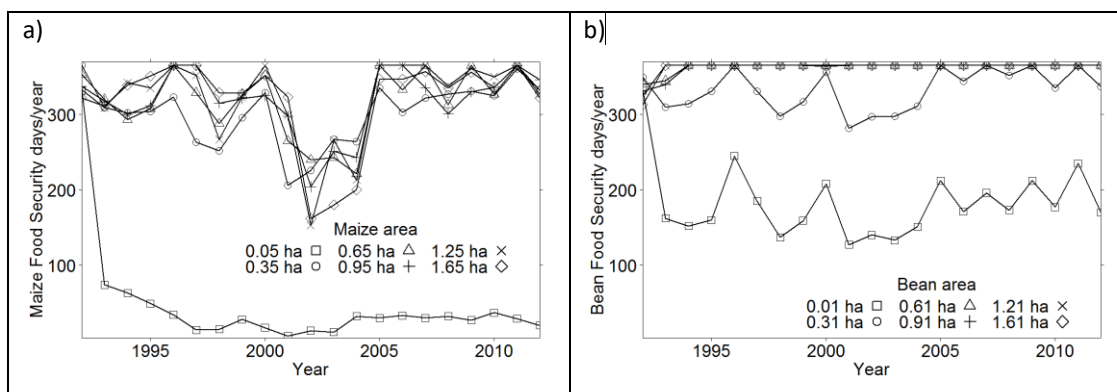 a)
Maize Food Security days/year
300
200
100
Maize area
0.05 ha 0.65 ha 1.25 ha
0.35 ha 0.95 ha 1.65 ha
1995 2000 2005 2010
Year
b)
Bean Food Security days/year
300
200
100
Bean area
0.01 ha 0.61 ha 1.21 ha
0.31 ha 0.91 ha 1.61 ha
1995 2000 2005 2010
Year